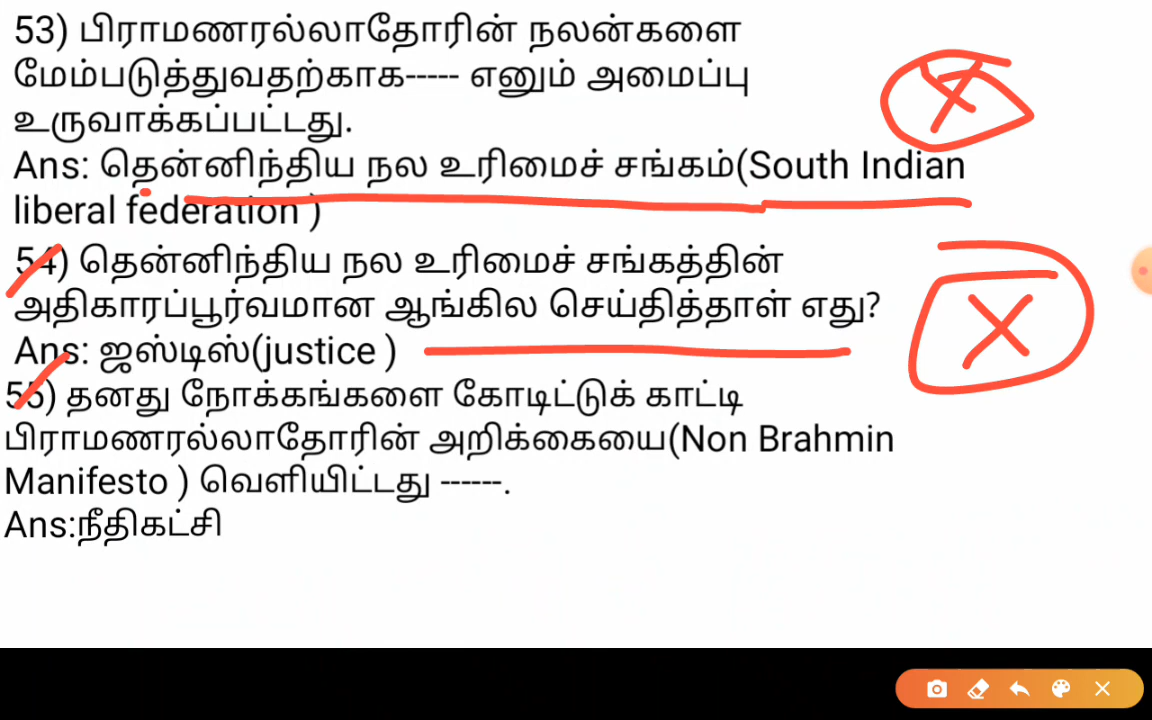 53) பிராமணரல்லாதோரின் நலன்களை
மேம்படுத்துவதற்காக----- எனும் அமைப்பு
உருவாக்கப்பட்டது.
Ans: தென்னிந்திய நல உரிமைச் சங்கம்(South Indian
liberal federation )
54) தென்னிந்திய நல உரிமைச் சங்கத்தின்
அதிகாரப்பூர்வமான ஆங்கில செய்தித்தாள் எது?
Ans: ஜஸ்டிஸ்(justice )
55) தனது நோக்கங்களை கோடிட்டுக் காட்டி
பிராமணரல்லாதோரின் அறிக்கையை(Non Brahmin
Manifesto ) வெளியிட்டது ------.
Ans:நீதிகட்சி